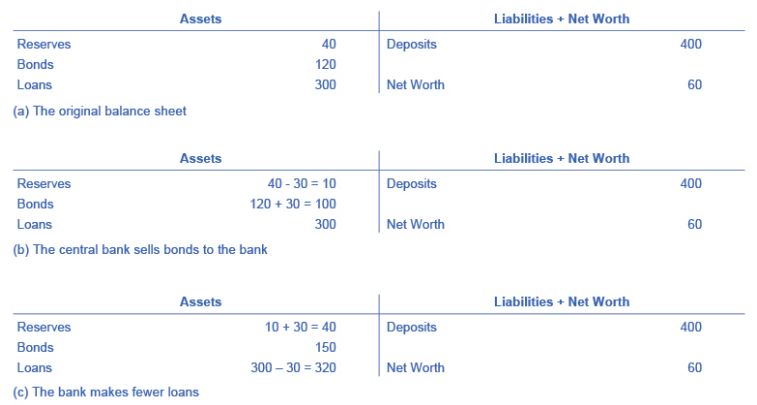 Assets Liabilities + Net Worth
Reserves 40 Deposits 400
Bonds 120
Loans 300 Net Worth 60
(a) The original balance sheet
Assets Liabilities + Net Worth
Reserves 40 - 30 = 10 Deposits 400
Bonds 120 + 30 = 100
Loans 300 Net Worth 60
(b) The central bank sells bonds to the bank
Assets Liabilities + Net Worth
Reserves 10 + 30 = 40 Deposits 400
Bonds 150
Loans 300 – 30 = 320 Net Worth 60
(c) The bank makes fewer loans